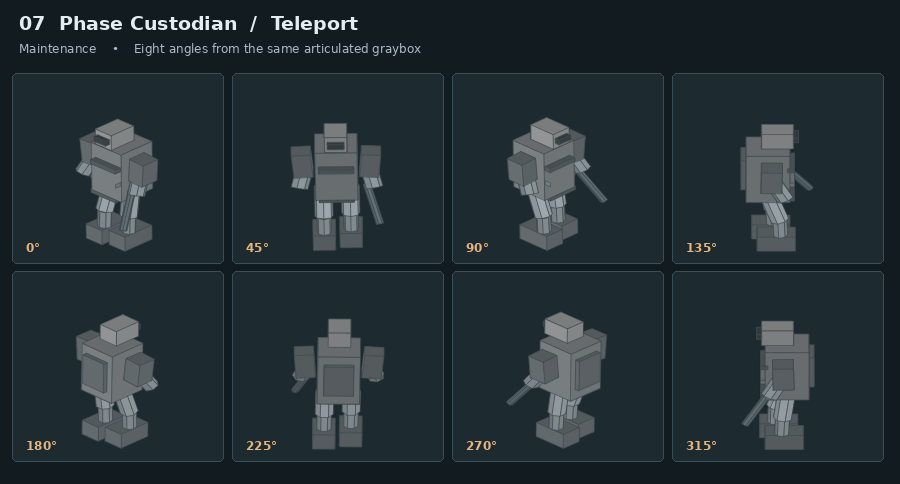 07 Phase Custodian / Teleport
Maintenance • Eight angles from the same articulated graybox
0° 45° 90° 135°
180° 225° 270° 315°